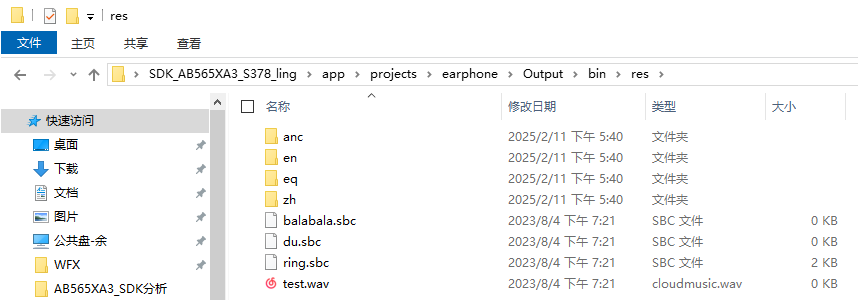 res
文件 主页 共享 查看
SDK_AB565XA3_S378_ling app projects earphone Output bin res
名称 修改日期 类型 大小
快速访问
桌面
下载
文档
图片
公共盘-余
WFX
AB565XA3_SDK分析
anc 2025/2/11 下午 5:40 文件夹
en 2025/2/11 下午 5:40 文件夹
eq 2025/2/11 下午 5:40 文件夹
zh 2025/2/11 下午 5:40 文件夹
balabala.sbc 2023/8/4 下午 7:21 SBC 文件 0 KB
du.sbc 2023/8/4 下午 7:21 SBC 文件 0 KB
ring.sbc 2023/8/4 下午 7:21 SBC 文件 2 KB
test.wav 2023/8/4 下午 7:21 cloudmusic.wav 0 KB